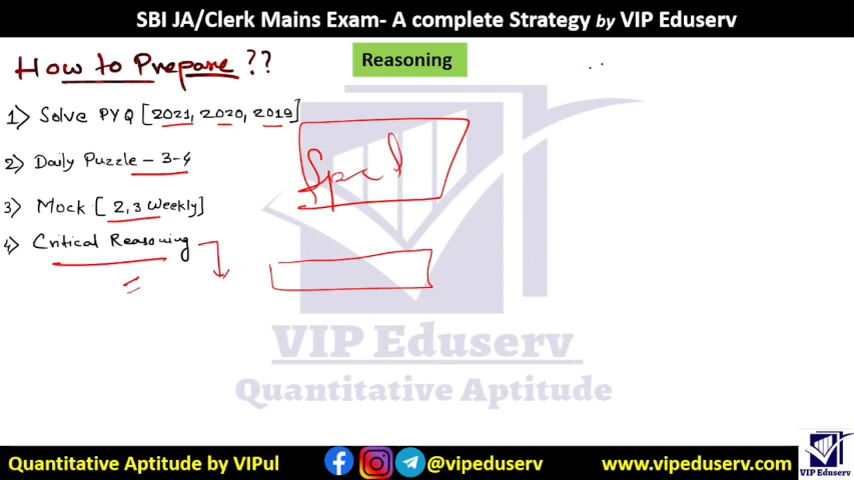 SBI JA/Clerk Mains Exam- A complete Strategy by VIP Eduserv
How to Prepare ??
Reasoning
1) Solve PYQ [2021, 2020, 2019]
2) Daily Puzzle - 3-4
3) Mock [2,3 Weekly]
4) Critical Reasoning
VIP Eduserv
Quantitative Aptitude
Quantitative Aptitude by VIPul
@vipeduserv
www.vipeduserv.com
VIP Eduserv